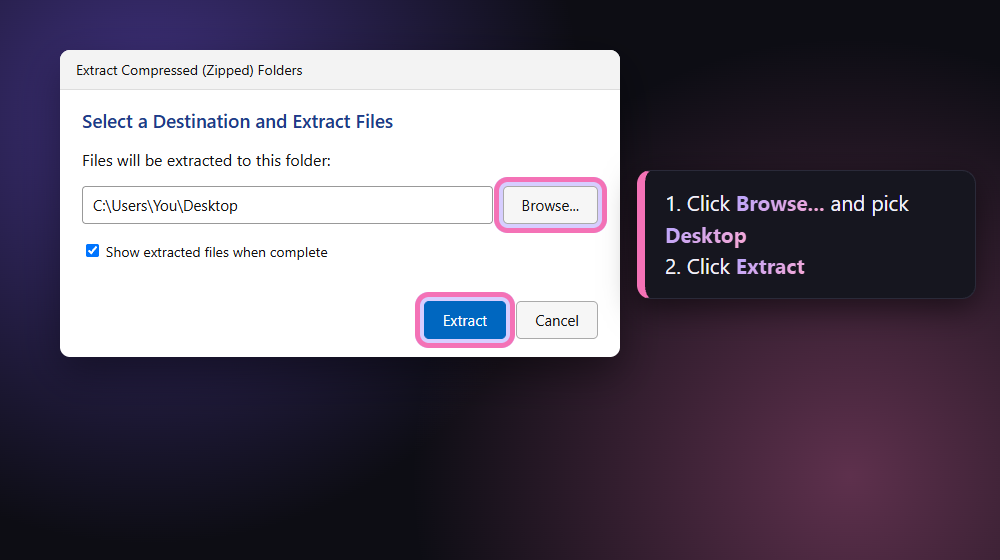 Extract Compressed (Zipped) Folders
Select a Destination and Extract Files
Files will be extracted to this folder:
C:\Users\You\Desktop
Browse...
Show extracted files when complete
Extract
Cancel
1. Click Browse... and pick
Desktop
2. Click Extract